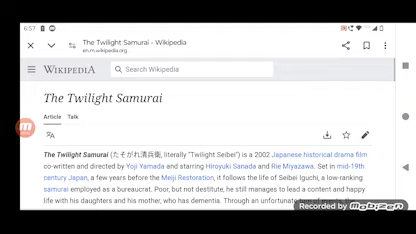 6:57
The Twilight Samurai - Wikipedia
en.m.wikipedia.org
WIKIPEDIA
Search Wikipedia
The Twilight Samurai
Article Talk
The Twilight Samurai (たそがれ清兵衛, literally "Twilight Seibei") is a 2002 Japanese historical drama film
co-written and directed by Yoji Yamada and starring Hiroyuki Sanada and Rie Miyazawa. Set in mid-19th
century Japan, a few years before the Meiji Restoration, it follows the life of Seibei Iguchi, a low-ranking
samurai employed as a bureaucrat. Poor, but not destitute, he still manages to lead a content and happy
life with his daughters and his mother, who has dementia. Through an unfortunate
Recorded by mobizen